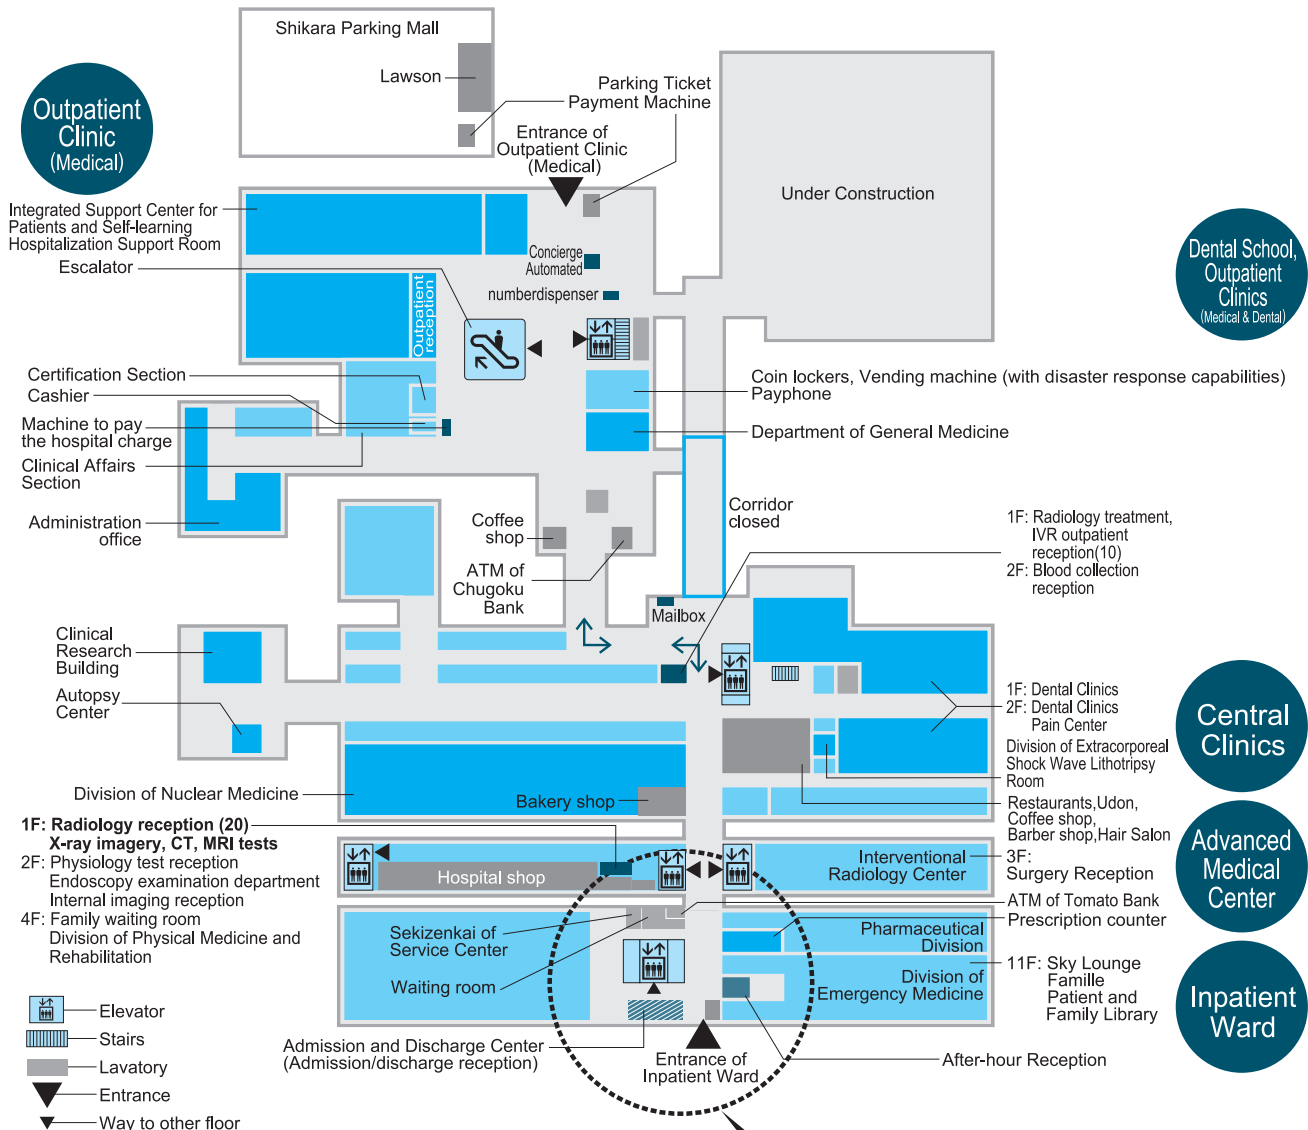 Shikara Parking Mall
Lawson
Parking Ticket
Payment Machine
Outpatient
Clinic
(Medical)
Entrance of
Outpatient Clinic
(Medical)
Under Construction
Integrated Support Center for
Patients and Self-learning
Hospitalization Support Room
Escalator
Concierge
Automated
numberdispenser
Outpatient
reception
Dental School,
Outpatient
Clinics
(Medical & Dental)
Certification Section
Cashier
Machine to pay
the hospital charge
Clinical Affairs
Section
Administration
office
Coin lockers, Vending machine (with disaster response capabilities)
Payphone
Department of General Medicine
Corridor
closed
Coffee
shop
ATM of
Chugoku
Bank
Mailbox
1F: Radiology treatment,
IVR outpatient
reception(10)
2F: Blood collection
reception
Clinical
Research
Building
Autopsy
Center
1F: Dental Clinics
2F: Dental Clinics
Pain Center
Division of Extracorporeal
Shock Wave Lithotripsy
Room
Restaurants,Udon,
Coffee shop,
Barber shop,Hair Salon
Central
Clinics
Division of Nuclear Medicine
Bakery shop
1F: Radiology reception (20)
X-ray imagery, CT, MRI tests
2F: Physiology test reception
Endoscopy examination department
Internal imaging reception
4F: Family waiting room
Division of Physical Medicine and
Rehabilitation
Hospital shop
Interventional
Radiology Center
3F:
Surgery Reception
Advanced
Medical
Center
ATM of Tomato Bank
Prescription counter
Sekizenkai of
Service Center
Waiting room
Pharmaceutical
Division
Division of
Emergency Medicine
11F: Sky Lounge
Famille
Patient and
Family Library
Inpatient
Ward
Admission and Discharge Center
(Admission/discharge reception)
Entrance of
Inpatient Ward
After-hour Reception
Elevator
Stairs
Lavatory
Entrance
Way to other floor